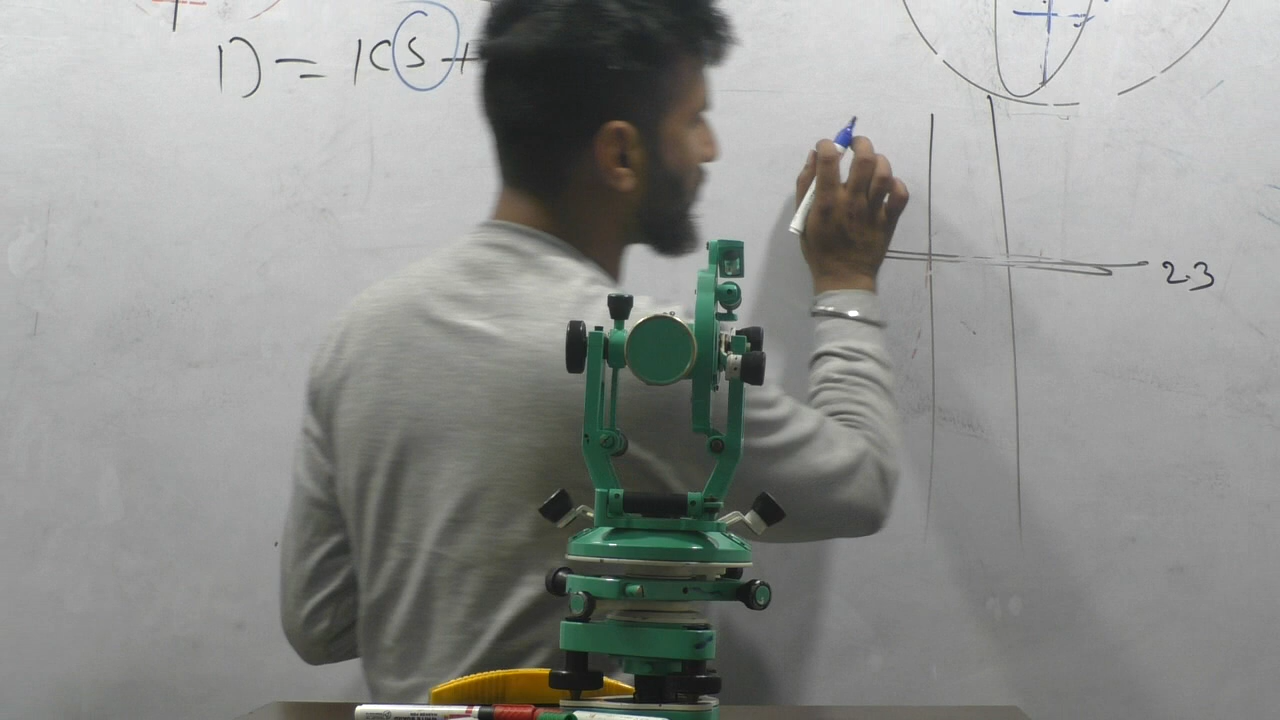 D = KS +
2.3